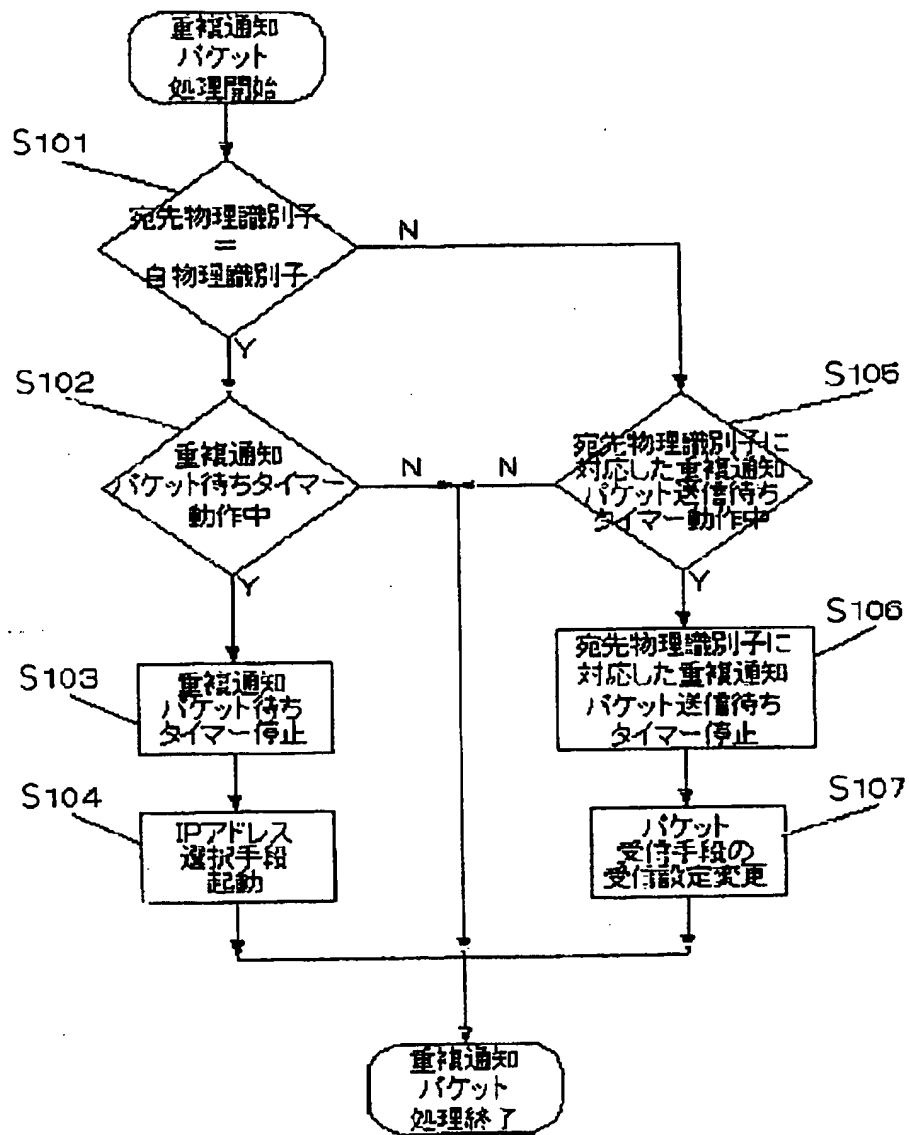 重複通知
パケット
処理開始
S101
宛先物理識別子
＝
自物理識別子
N
Y
S102
重複通知
パケット待ちタイマー
動作中
N
Y
S103
重複通知
パケット待ち
タイマー停止
S104
IPアドレス
選択手段
起動
S105
宛先物理識別子に
対応した重複通知
パケット送信待ち
タイマー動作中
N
Y
S106
宛先物理識別子に
対応した重複通知
パケット送信待ち
タイマー停止
S107
パケット
受信手段の
受信設定変更
重複通知
パケット
処理終了